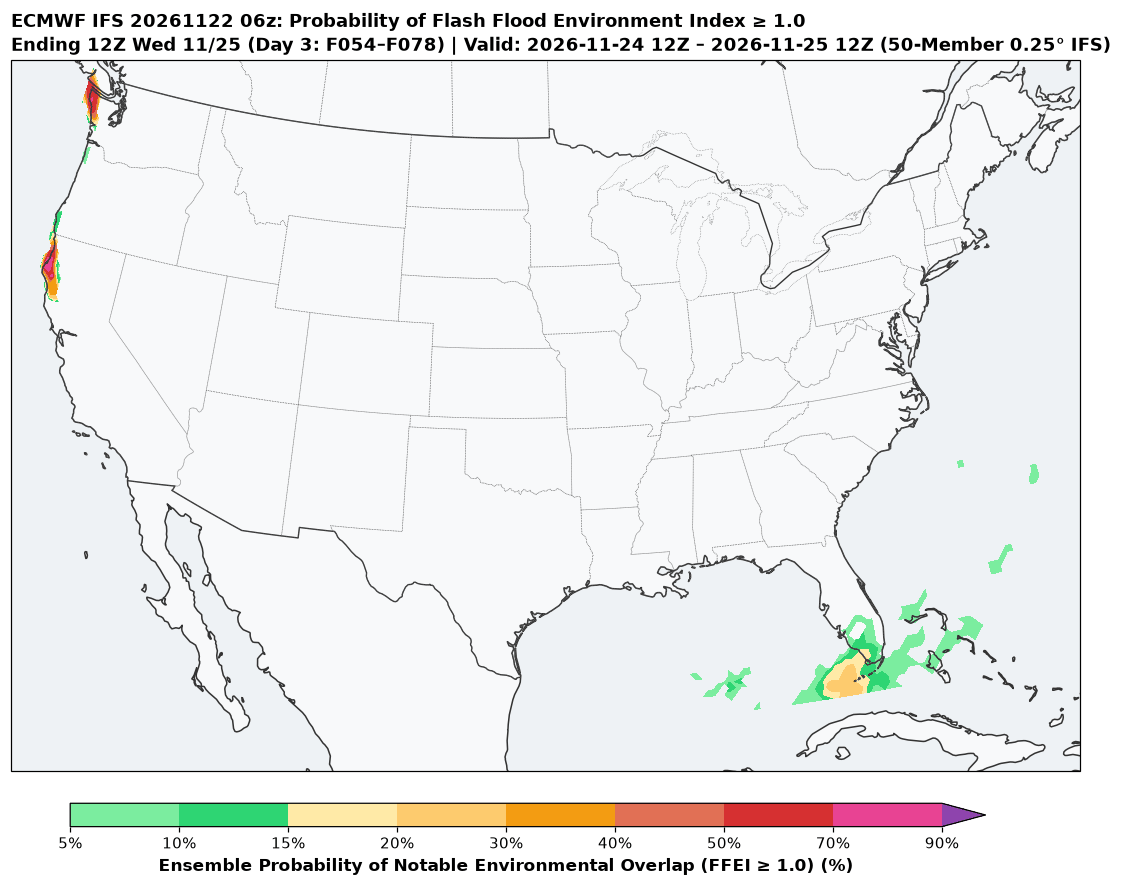 ECMWF IFS 20261122 06z: Probability of Flash Flood Environment Index ≥ 1.0
Ending 12Z Wed 11/25 (Day 3: F054–F078) | Valid: 2026-11-24 12Z – 2026-11-25 12Z (50-Member 0.25° IFS)
5% 10% 15% 20% 30% 40% 50% 70% 90%
Ensemble Probability of Notable Environmental Overlap (FFEI ≥ 1.0) (%)